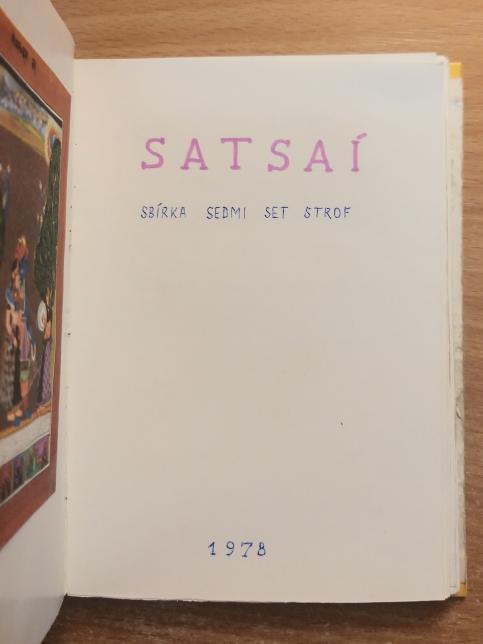 SATSAÍ
SBÍRKA SEDMI SET STROF
1978